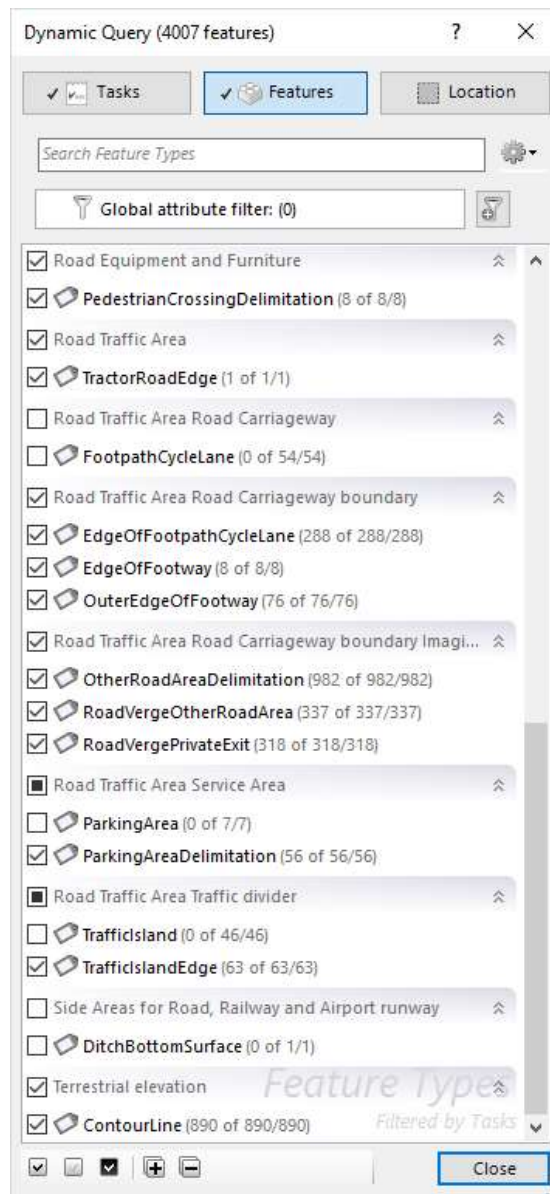 Dynamic Query (4007 features)
Tasks
Features
Location
Search Feature Types
Global attribute filter: (0)
Road Equipment and Furniture
PedestrianCrossingDelimitation (8 of 8/8)
Road Traffic Area
TractorRoadEdge (1 of 1/1)
Road Traffic Area Road Carriageway
FootpathCycleLane (0 of 54/54)
Road Traffic Area Road Carriageway boundary
EdgeOfFootpathCycleLane (288 of 288/288)
EdgeOfFootway (8 of 8/8)
OuterEdgeOfFootway (76 of 76/76)
Road Traffic Area Road Carriageway boundary Imagi...
OtherRoadAreaDelimitation (982 of 982/982)
RoadVergeOtherRoadArea (337 of 337/337)
RoadVergePrivateExit (318 of 318/318)
Road Traffic Area Service Area
ParkingArea (0 of 7/7)
ParkingAreaDelimitation (56 of 56/56)
Road Traffic Area Traffic divider
TrafficIsland (0 of 46/46)
TrafficIslandEdge (63 of 63/63)
Side Areas for Road, Railway and Airport runway
DitchBottomSurface (0 of 1/1)
Terrestrial elevation
Feature Types
ContourLine (890 of 890/890)
Filtered by Tasks
Close